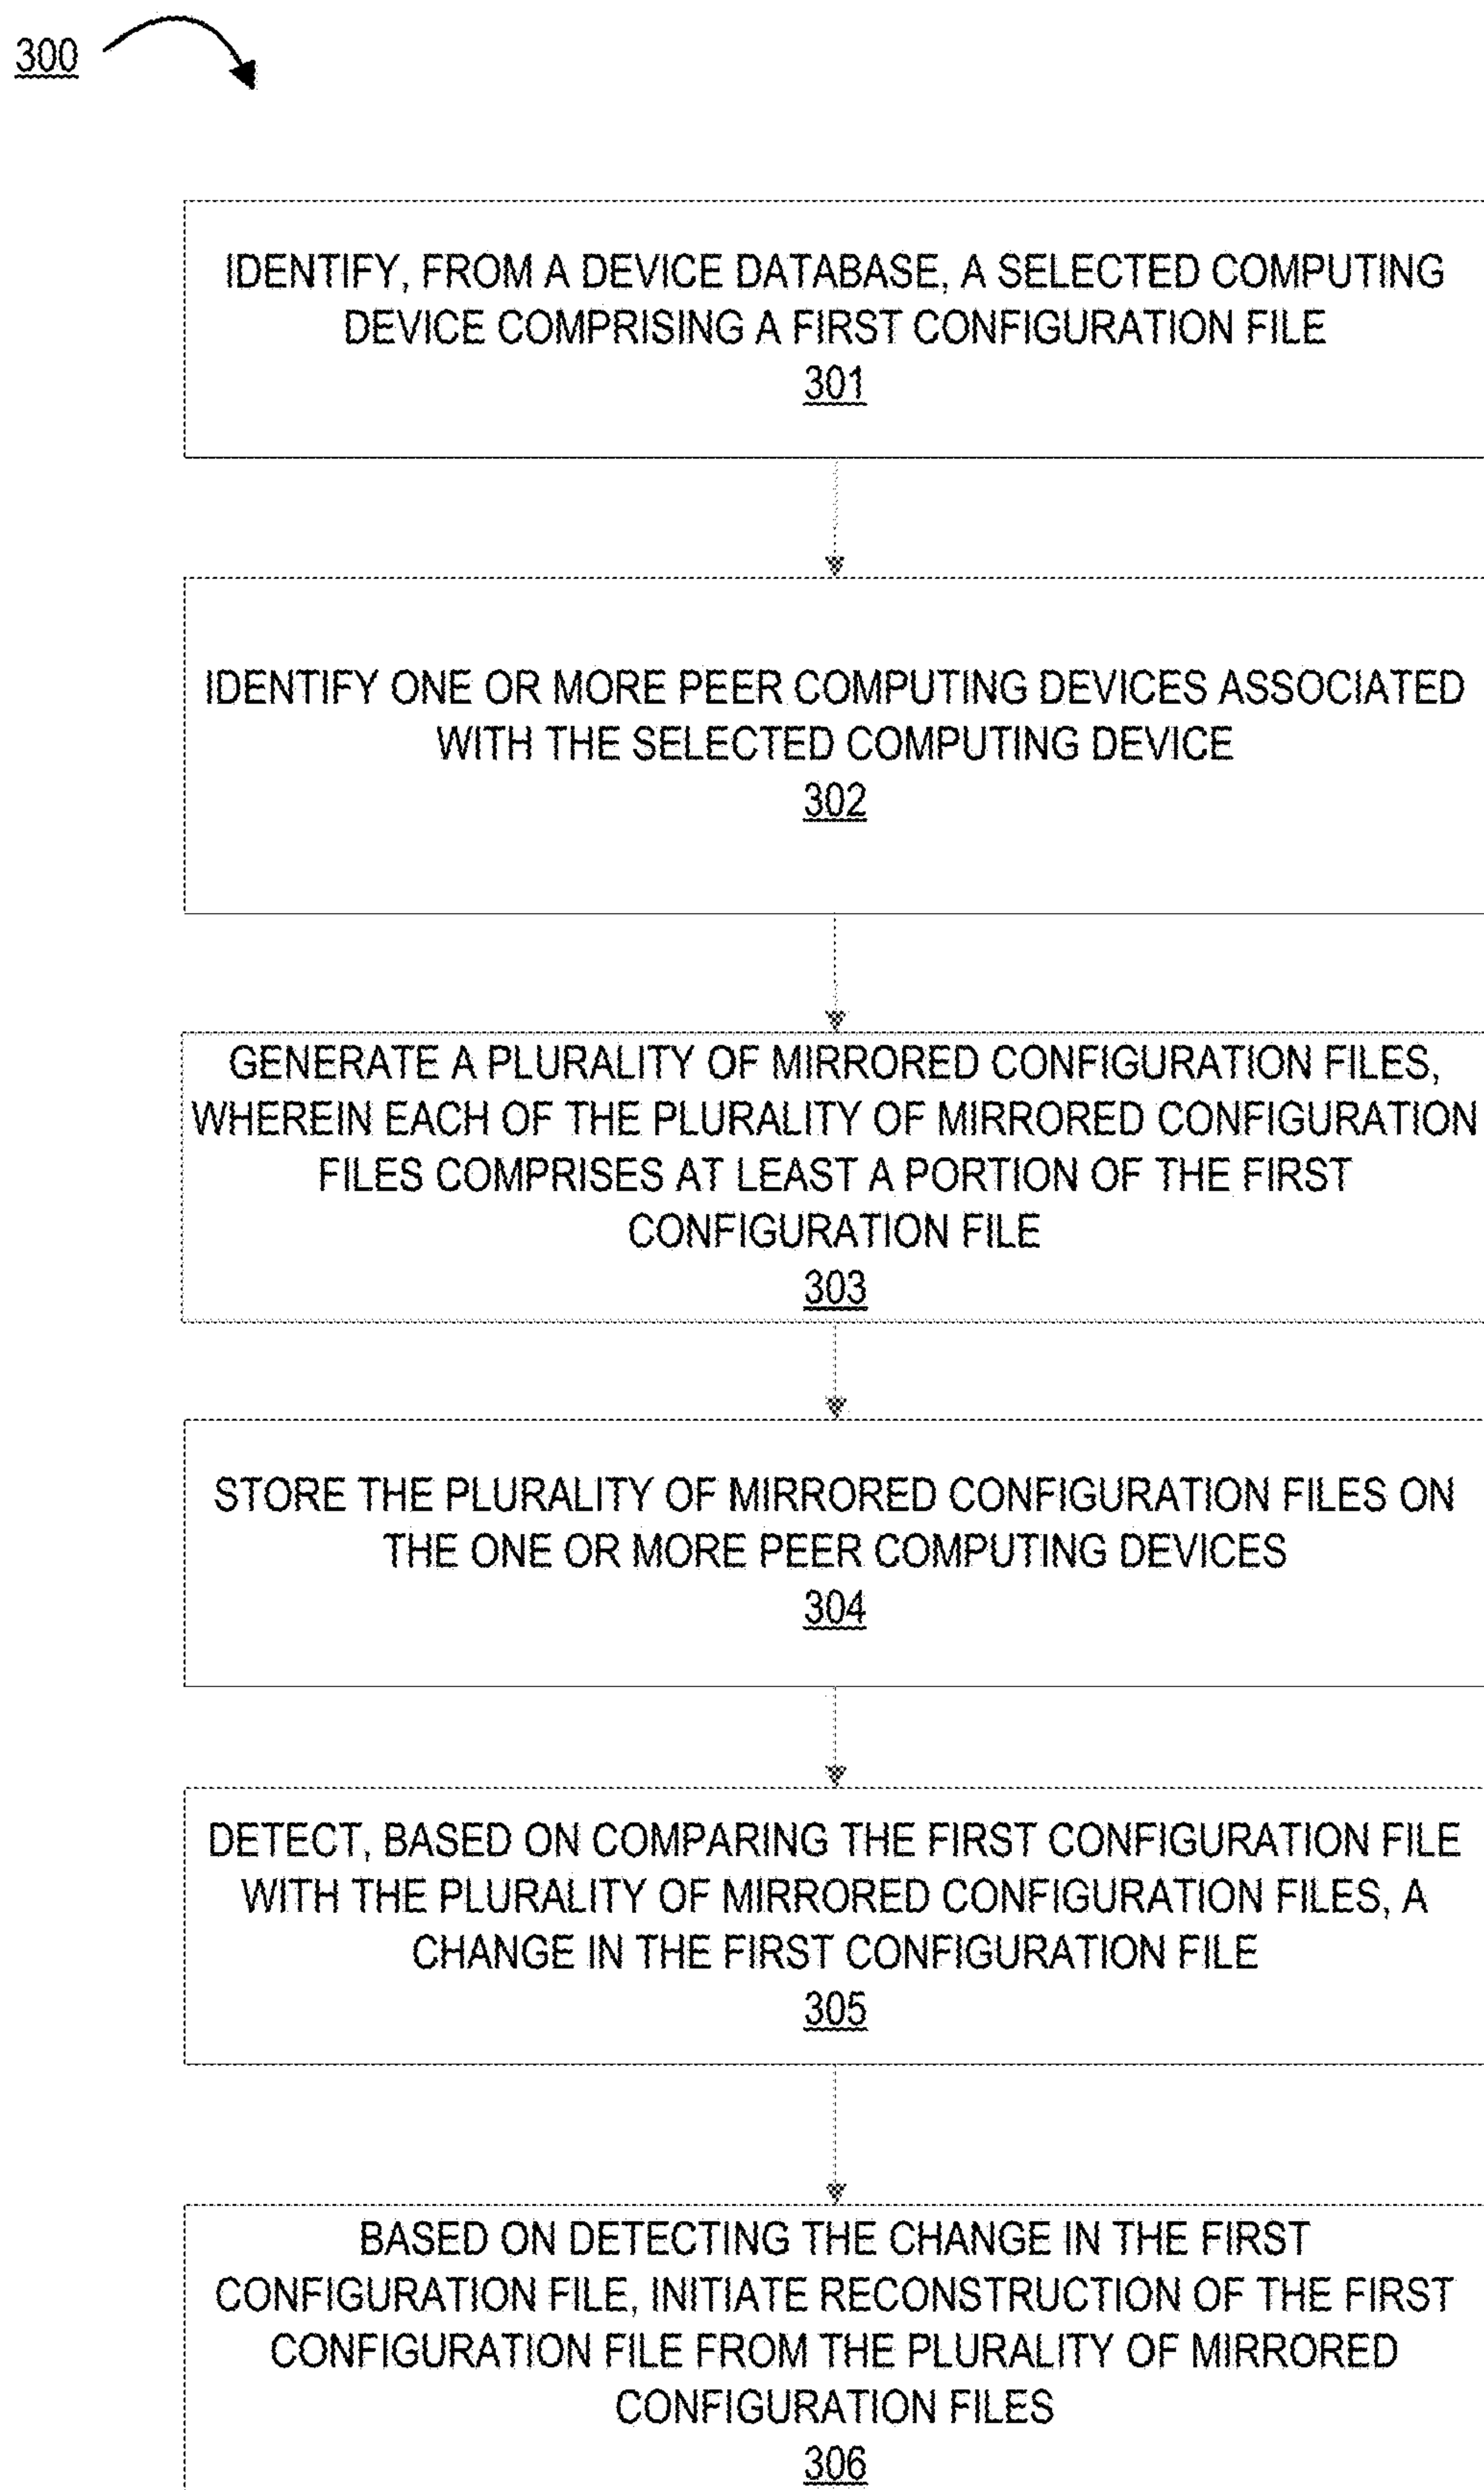 300
IDENTIFY, FROM A DEVICE DATABASE, A SELECTED COMPUTING
DEVICE COMPRISING A FIRST CONFIGURATION FILE
301
IDENTIFY ONE OR MORE PEER COMPUTING DEVICES ASSOCIATED
WITH THE SELECTED COMPUTING DEVICE
302
GENERATE A PLURALITY OF MIRRORED CONFIGURATION FILES,
WHEREIN EACH OF THE PLURALITY OF MIRRORED CONFIGURATION
FILES COMPRISES AT LEAST A PORTION OF THE FIRST
CONFIGURATION FILE
303
STORE THE PLURALITY OF MIRRORED CONFIGURATION FILES ON
THE ONE OR MORE PEER COMPUTING DEVICES
304
DETECT, BASED ON COMPARING THE FIRST CONFIGURATION FILE
WITH THE PLURALITY OF MIRRORED CONFIGURATION FILES, A
CHANGE IN THE FIRST CONFIGURATION FILE
305
BASED ON DETECTING THE CHANGE IN THE FIRST
CONFIGURATION FILE, INITIATE RECONSTRUCTION OF THE FIRST
CONFIGURATION FILE FROM THE PLURALITY OF MIRRORED
CONFIGURATION FILES
306